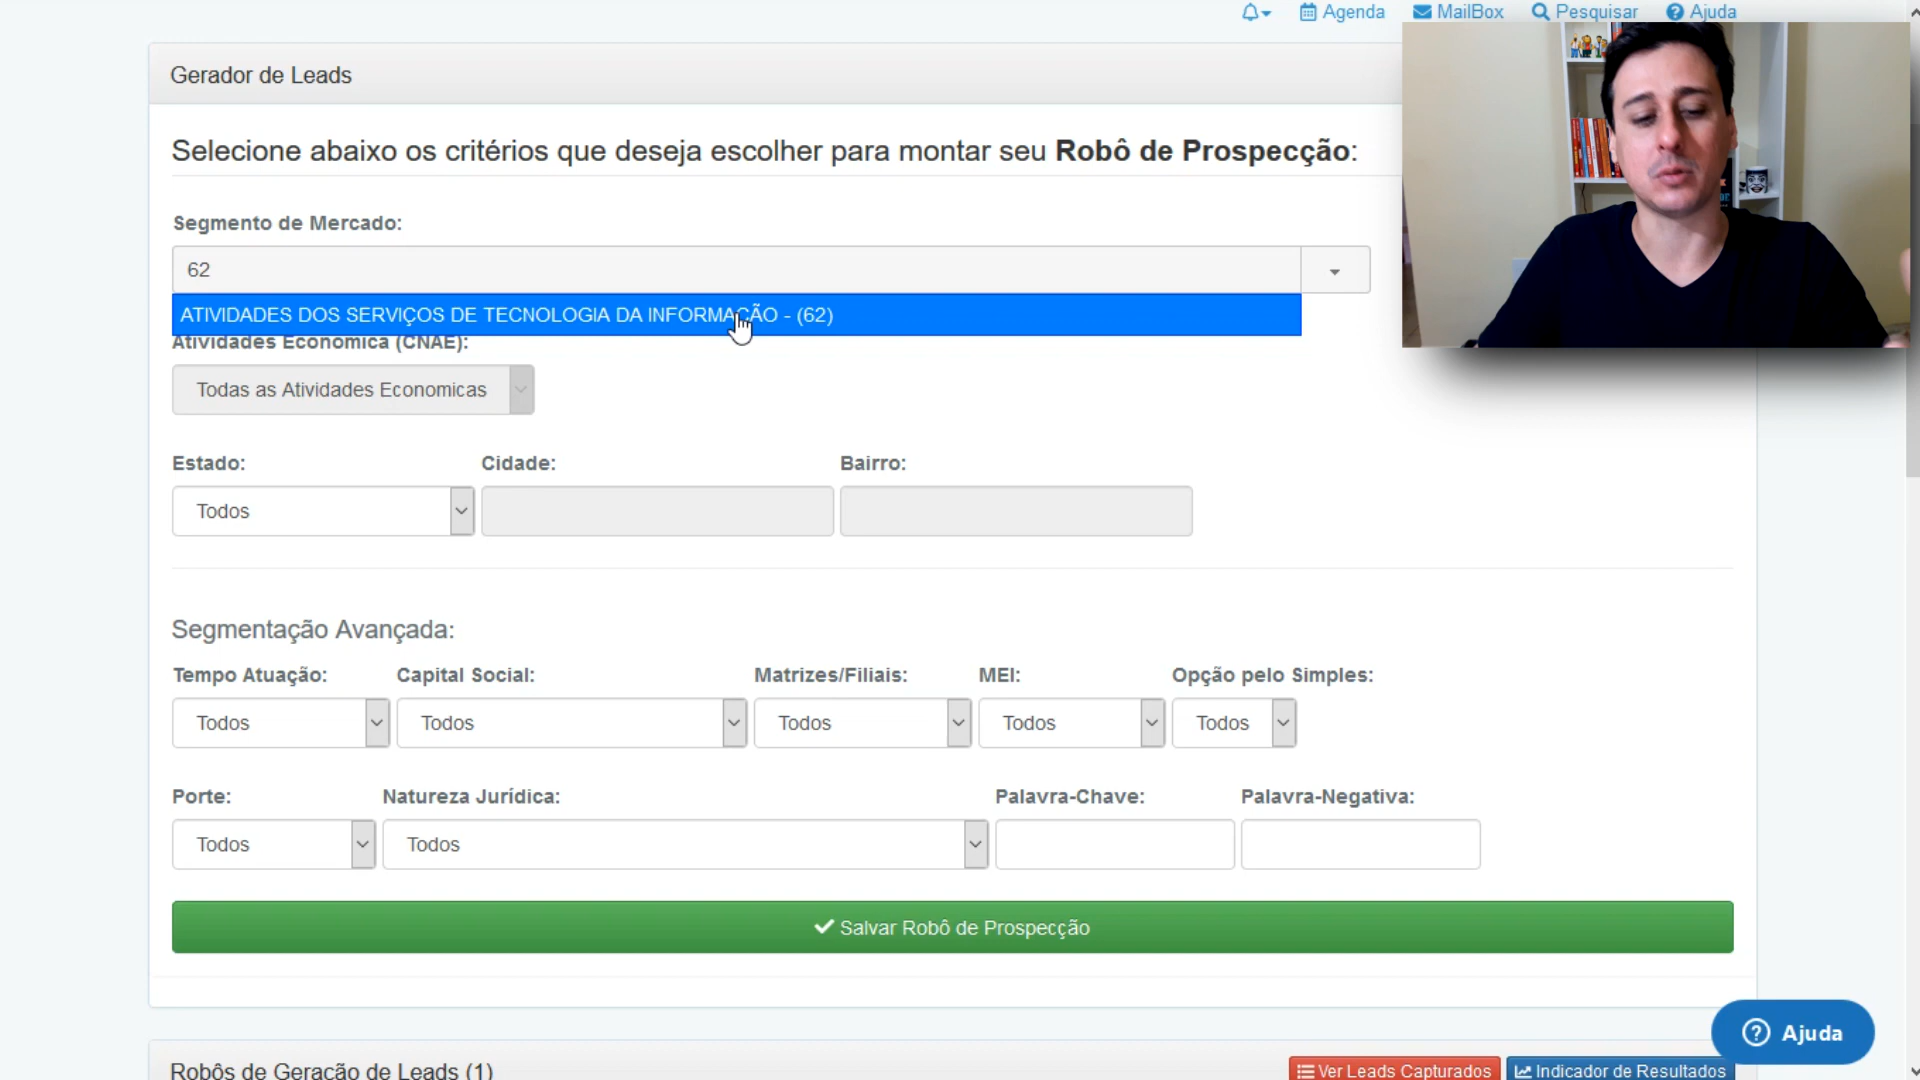 Agenda MailBox Pesquisar Ajuda
Gerador de Leads
Selecione abaixo os critérios que deseja escolher para montar seu Robô de Prospecção:
Segmento de Mercado:
62
ATIVIDADES DOS SERVIÇOS DE TECNOLOGIA DA INFORMAÇÃO - (62)
Atividades Economica (CNAE):
Todas as Atividades Economicas
Estado: Cidade: Bairro:
Todos
Segmentação Avançada:
Tempo Atuação: Capital Social: Matrizes/Filiais: MEI: Opção pelo Simples:
Todos Todos Todos Todos Todos
Porte: Natureza Jurídica: Palavra-Chave: Palavra-Negativa:
Todos Todos
Salvar Robô de Prospecção
Ajuda
Robôs de Geração de Leads (1) Ver Leads Capturados Indicador de Resultados